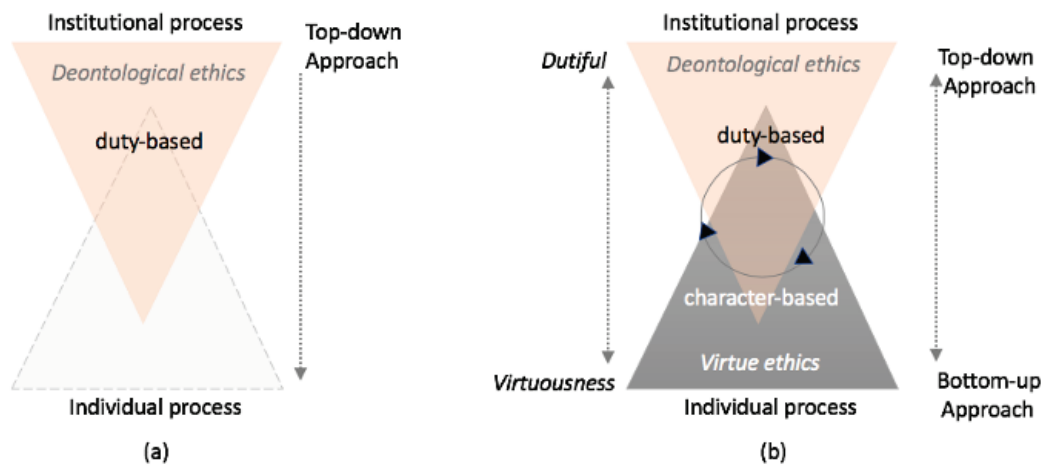 Institutional process
Deontological ethics
duty-based
Individual process
Top-down
Approach
(a)
Dutiful
Virtuousness
Institutional process
Deontological ethics
duty-based
character-based
Virtue ethics
Individual process
Top-down
Approach
Bottom-up
Approach
(b)